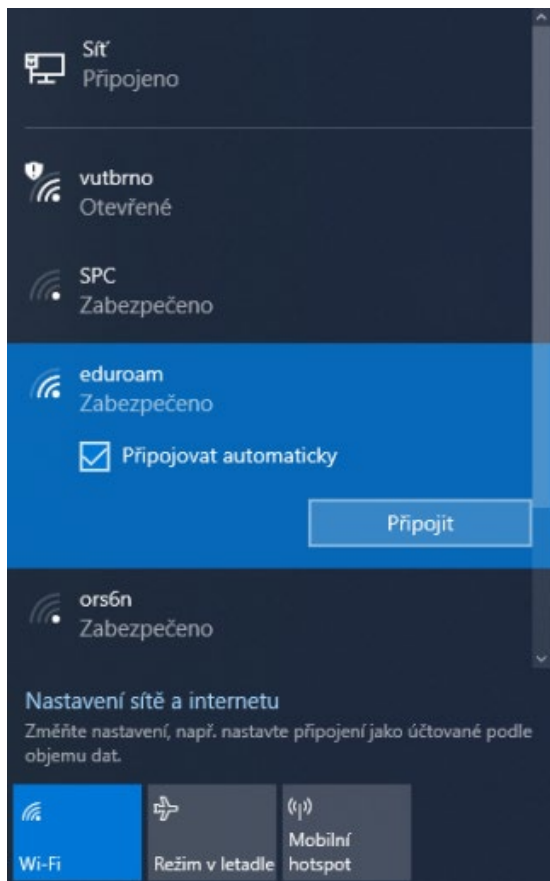 Síť
Připojeno
vutbrno
Otevřené
SPC
Zabezpečeno
eduroam
Zabezpečeno
Připojovat automaticky
Připojit
ors6n
Zabezpečeno
Nastavení sítě a internetu
Změňte nastavení, např. nastavte připojení jako účtované podle
objemu dat.
Wi-Fi
Režim v letadle
Mobilní
hotspot